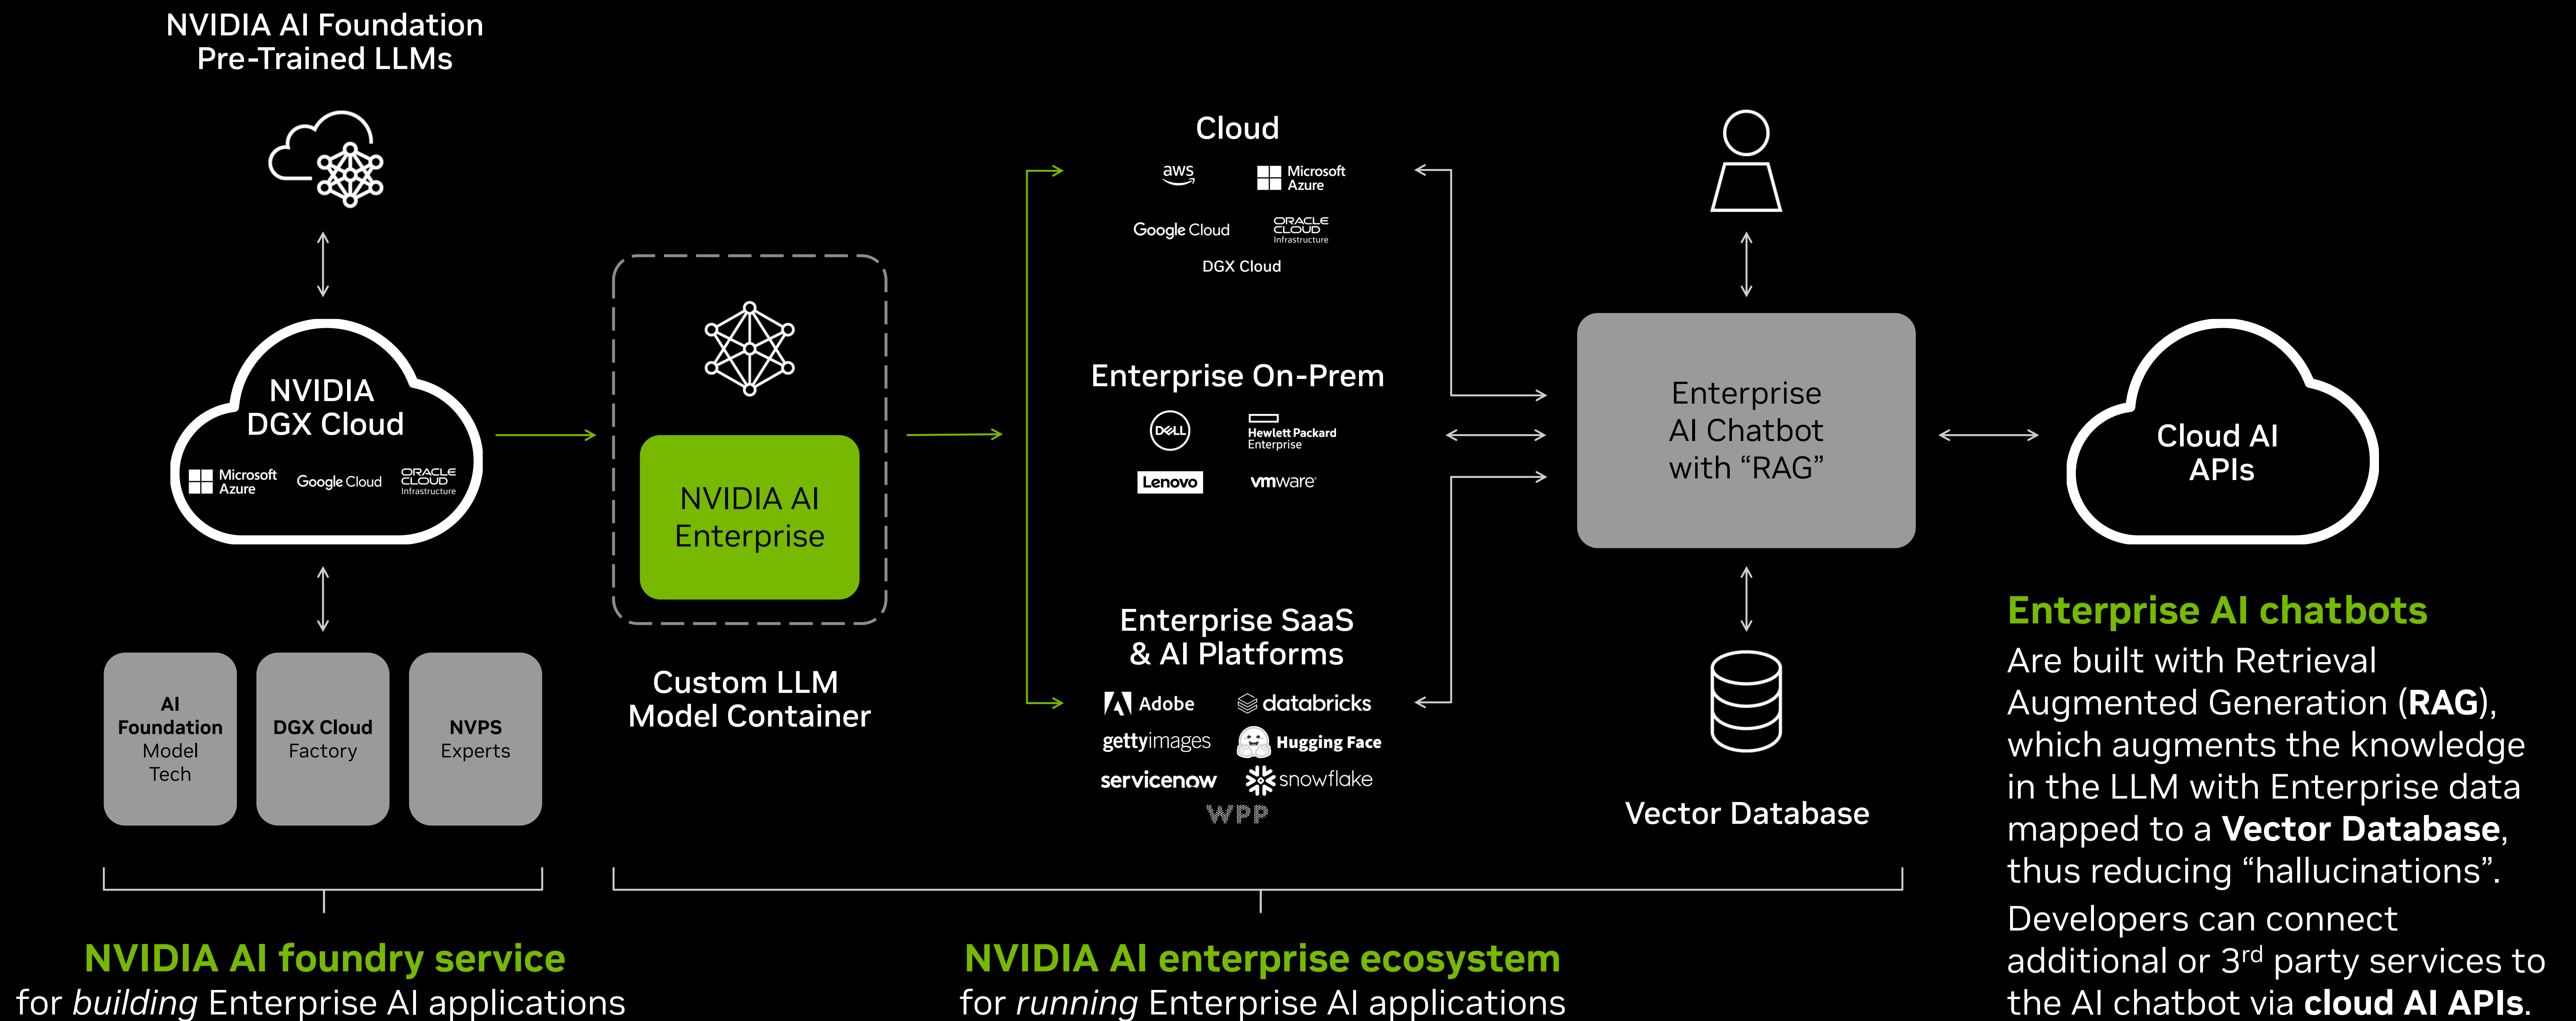 NVIDIA AI Foundation
Pre-Trained LLMs
NVIDIA
DGX Cloud
Microsoft
Azure
Google Cloud
ORACLE
CLOUD
Infrastructure
AI
Foundation
Model
Tech
DGX Cloud
Factory
NVPS
Experts
NVIDIA AI foundry service
for building Enterprise AI applications
NVIDIA AI
Enterprise
Custom LLM
Model Container
Cloud
aws
Microsoft
Azure
Google Cloud
ORACLE
CLOUD
Infrastructure
DGX Cloud
Enterprise On-Prem
DELL
Hewlett Packard
Enterprise
Lenovo
vmware®
Enterprise SaaS
& AI Platforms
Adobe
databricks
gettyimages
Hugging Face
servicenow
snowflake
WPP
NVIDIA AI enterprise ecosystem
for running Enterprise AI applications
Enterprise
AI Chatbot
with “RAG”
Vector Database
Cloud AI
APIs
Enterprise AI chatbots
Are built with Retrieval
Augmented Generation (RAG),
which augments the knowledge
in the LLM with Enterprise data
mapped to a Vector Database,
thus reducing “hallucinations”.
Developers can connect
additional or 3rd party services to
the AI chatbot via cloud AI APIs.